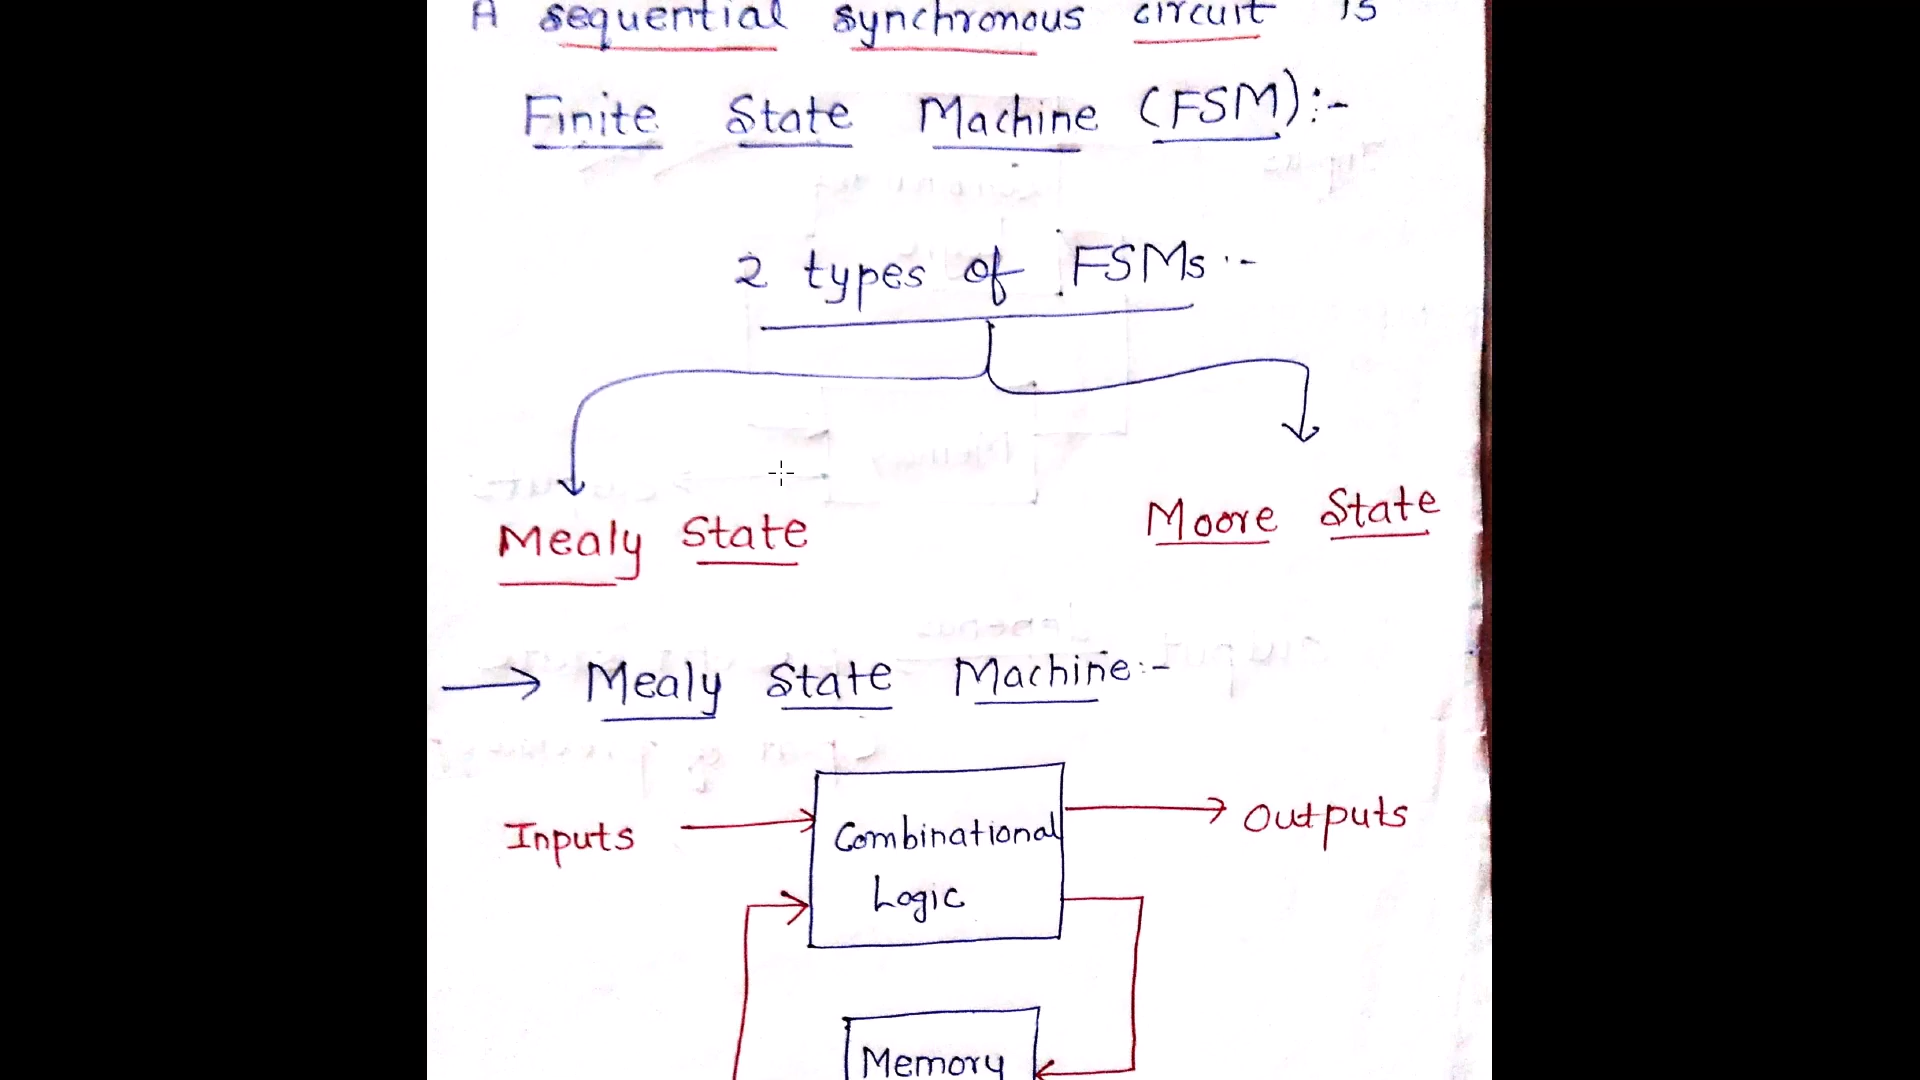 A sequential synchronous circuit is
Finite State Machine (FSM):-
2 types of FSMs :-
Mealy State
Moore State
→ Mealy State Machine:-
Inputs
Combinational
Logic
Outputs
Memory